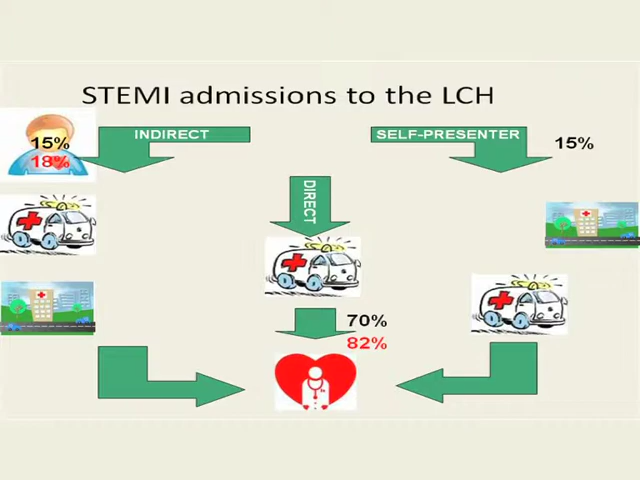 STEMI admissions to the LCH
INDIRECT
SELF-PRESENTER
15%
18%
15%
DIRECT
70%
82%